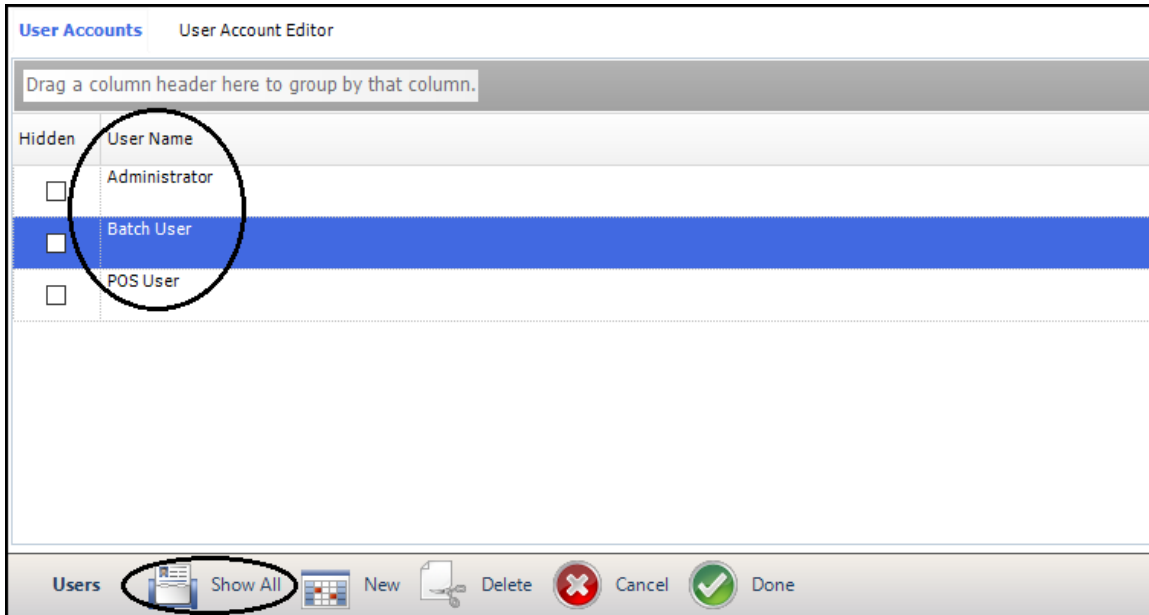 User Accounts User Account Editor
Drag a column header here to group by that column.
Hidden User Name
Administrator
Batch User
POS User
Users Show All New Delete Cancel Done